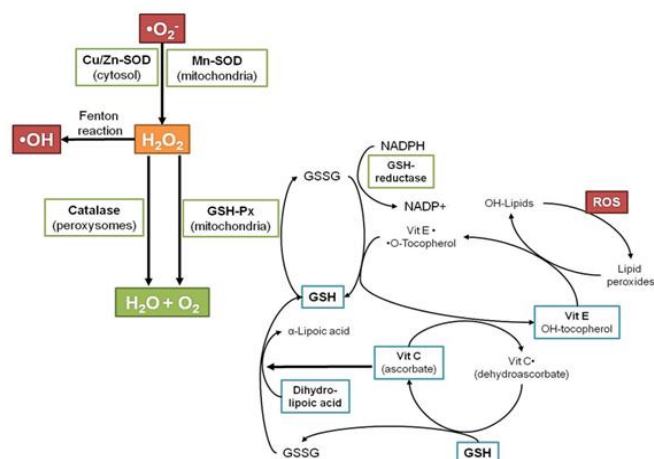 •O₂⁻
Cu/Zn-SOD
(cytosol)
Mn-SOD
(mitochondria)
Fenton
reaction
•OH
H₂O₂
Catalase
(peroxysomes)
GSH-Px
(mitochondria)
H₂O + O₂
NADPH
GSH-
reductase
NADP+
GSSG
OH-Lipids
ROS
Vit E •
•O-Tocopherol
Lipid
peroxides
GSH
Vit E
OH-tocopherol
α-Lipoic acid
Vit C
(ascorbate)
Vit C•
(dehydroascorbate)
Dihydro-
lipoic acid
GSSG
GSH